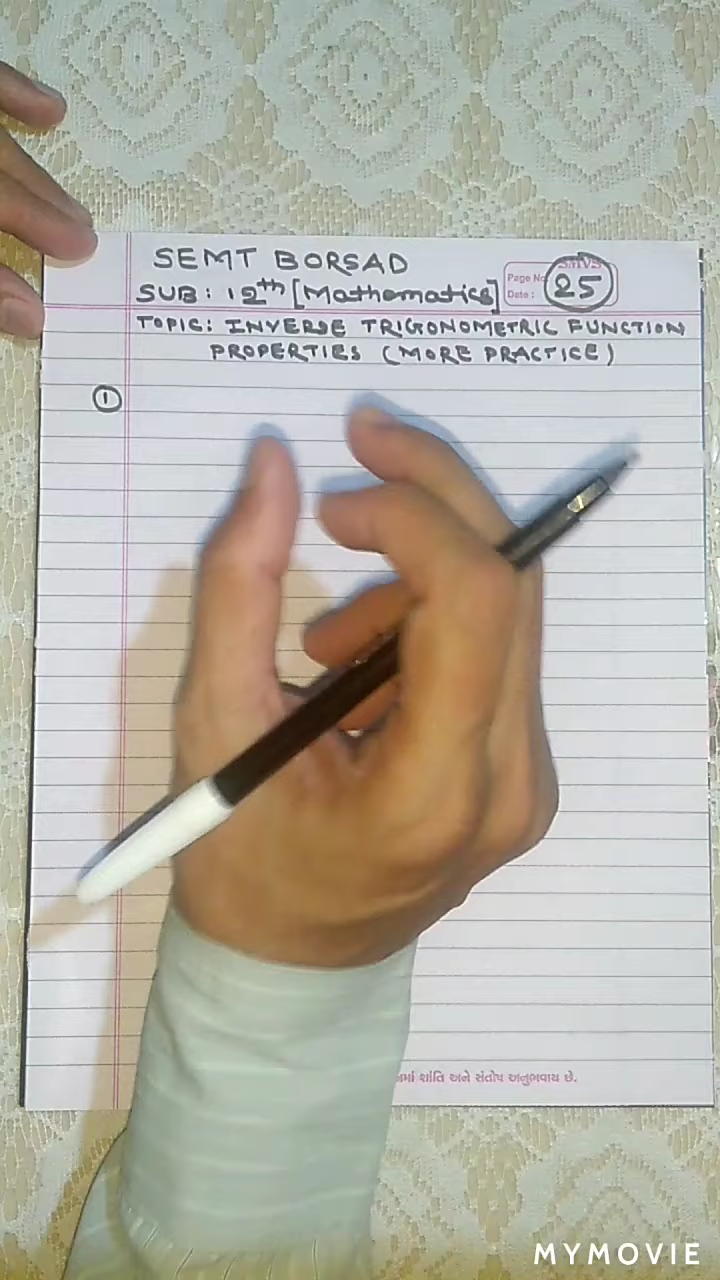 SEMT BORSAD
SMVS
SUB: 12th [Mathematics]
Page No
Date:
25
TOPIC: INVERSE TRIGONOMETRIC FUNCTION
PROPERTIES (MORE PRACTICE)
1
શાંતિ અને સંતોષ અનુભવાય છે.
MYMOVIE